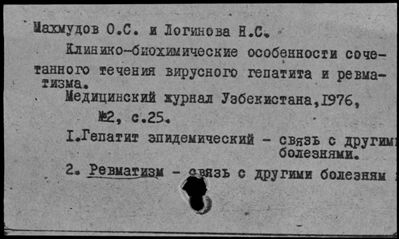 Махмудов О.С. и Логинова Н.С.
Клинико-биохимические особенности соче-
танного течения вирусного гепатита и ревма-
тизма.
Медицинский журнал Узбекистана,1976,
№2, с.25.
I.Гепатит эпидемический - связь с другими
болезнями.
2. Ревматизм - связь с другими болезням